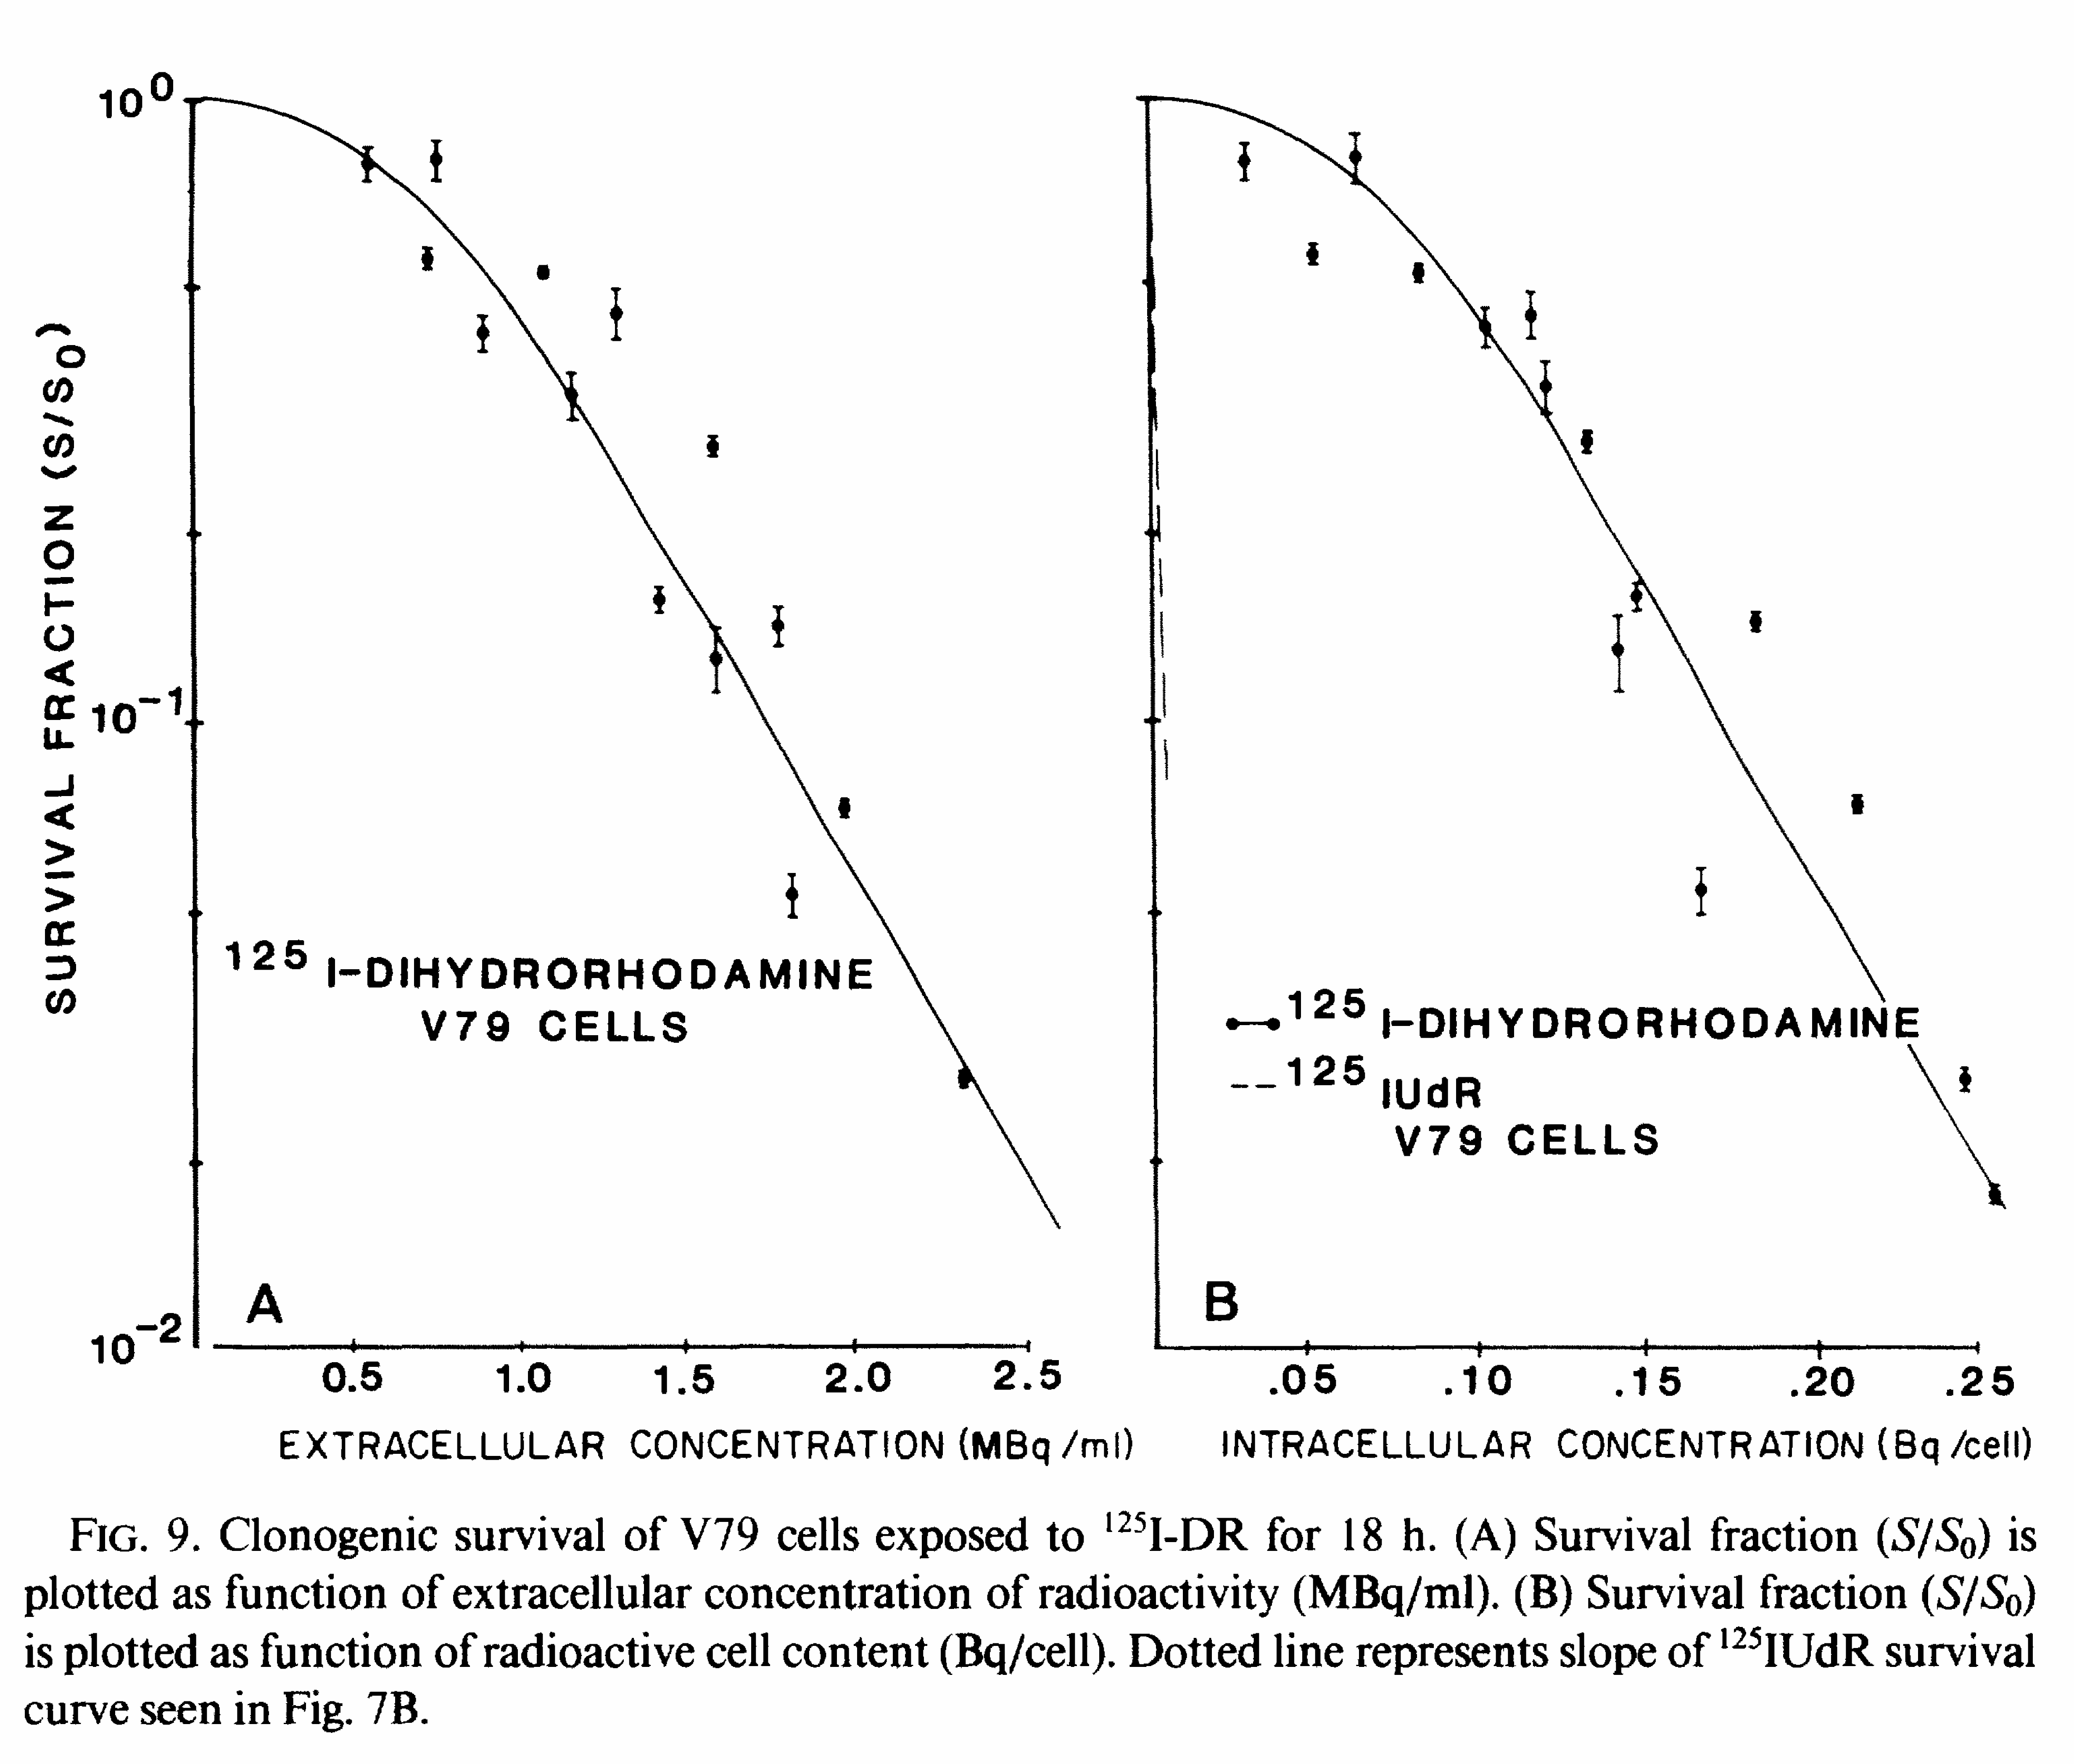 SURVIVAL FRACTION (S/S₀)
10⁰
10⁻¹
10⁻²
¹²⁵I-DIHYDRORHODAMINE
V79 CELLS
A
0.5 1.0 1.5 2.0 2.5
EXTRACELLULAR CONCENTRATION (MBq/ml)
¹²⁵I-DIHYDRORHODAMINE
-- ¹²⁵IUdR
V79 CELLS
B
.05 .10 .15 .20 .25
INTRACELLULAR CONCENTRATION (Bq/cell)
FIG. 9. Clonogenic survival of V79 cells exposed to ¹²⁵I-DR for 18 h. (A) Survival fraction (S/S₀) is
plotted as function of extracellular concentration of radioactivity (MBq/ml). (B) Survival fraction (S/S₀)
is plotted as function of radioactive cell content (Bq/cell). Dotted line represents slope of ¹²⁵IUdR survival
curve seen in Fig. 7B.